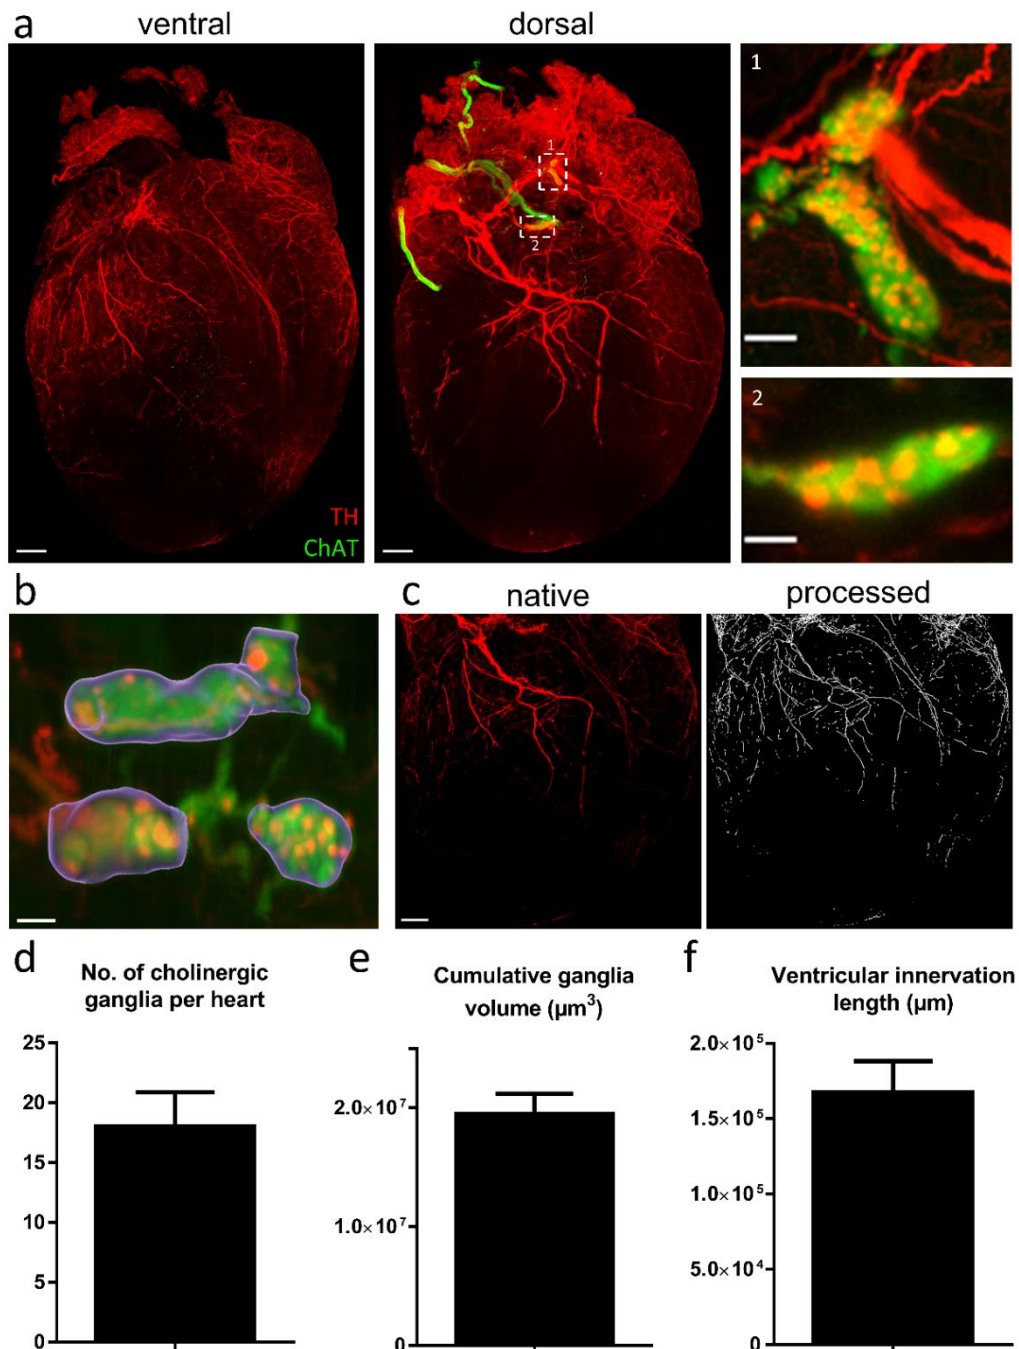 a
ventral
dorsal
1
2
TH
ChAT
1
2
b
c
native
processed
d
No. of cholinergic
ganglia per heart
25
20
15
10
5
0
e
Cumulative ganglia
volume (µm³)
2.0×10⁷
1.0×10⁷
0
f
Ventricular innervation
length (µm)
2.0×10⁵
1.5×10⁵
1.0×10⁵
5.0×10⁴
0